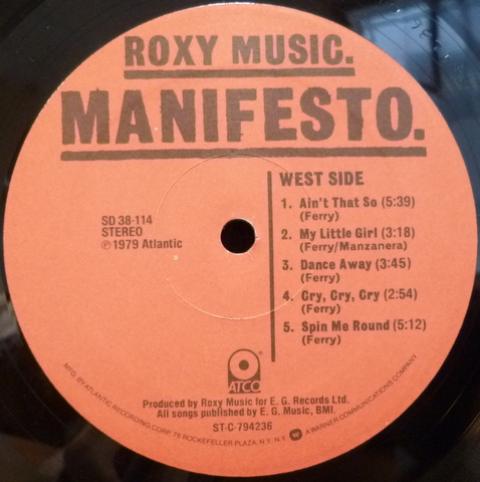 ROXY MUSIC.
MANIFESTO.
WEST SIDE
SD 38-114
STEREO
℗ 1979 Atlantic
1. Ain't That So (5:39)
(Ferry)
2. My Little Girl (3:18)
(Ferry/Manzanera)
3. Dance Away (3:45)
(Ferry)
4. Cry, Cry, Cry (2:54)
(Ferry)
5. Spin Me Round (5:12)
(Ferry)
ATCO
®
Produced by Roxy Music for E. G. Records Ltd.
All songs published by E. G. Music, BMI.
ST-C-794236
MFG. BY ATLANTIC RECORDING CORP. 75 ROCKEFELLER PLAZA, N.Y. N.Y. A WARNER COMMUNICATIONS COMPANY